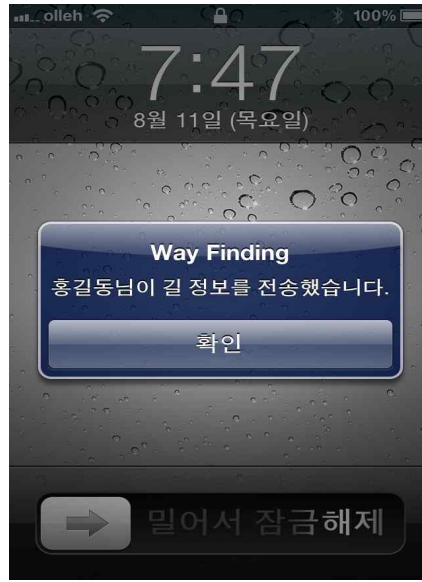 olleh 100%
7:47
8월 11일 (목요일)
Way Finding
홍길동님이 길 정보를 전송했습니다.
확인
밀어서 잠금해제